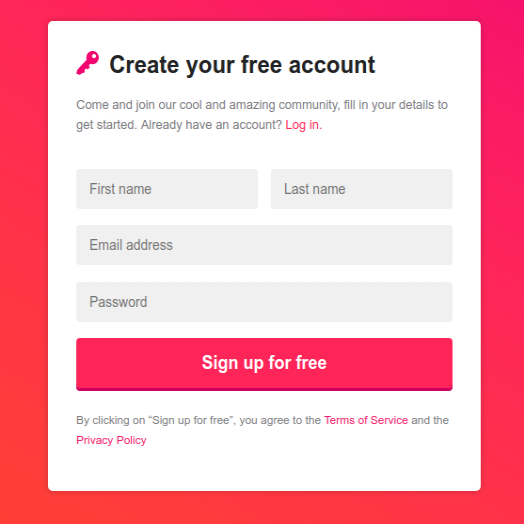 Create your free account
Come and join our cool and amazing community, fill in your details to
get started. Already have an account? Log in.
First name
Last name
Email address
Password
Sign up for free
By clicking on “Sign up for free”, you agree to the Terms of Service and the
Privacy Policy